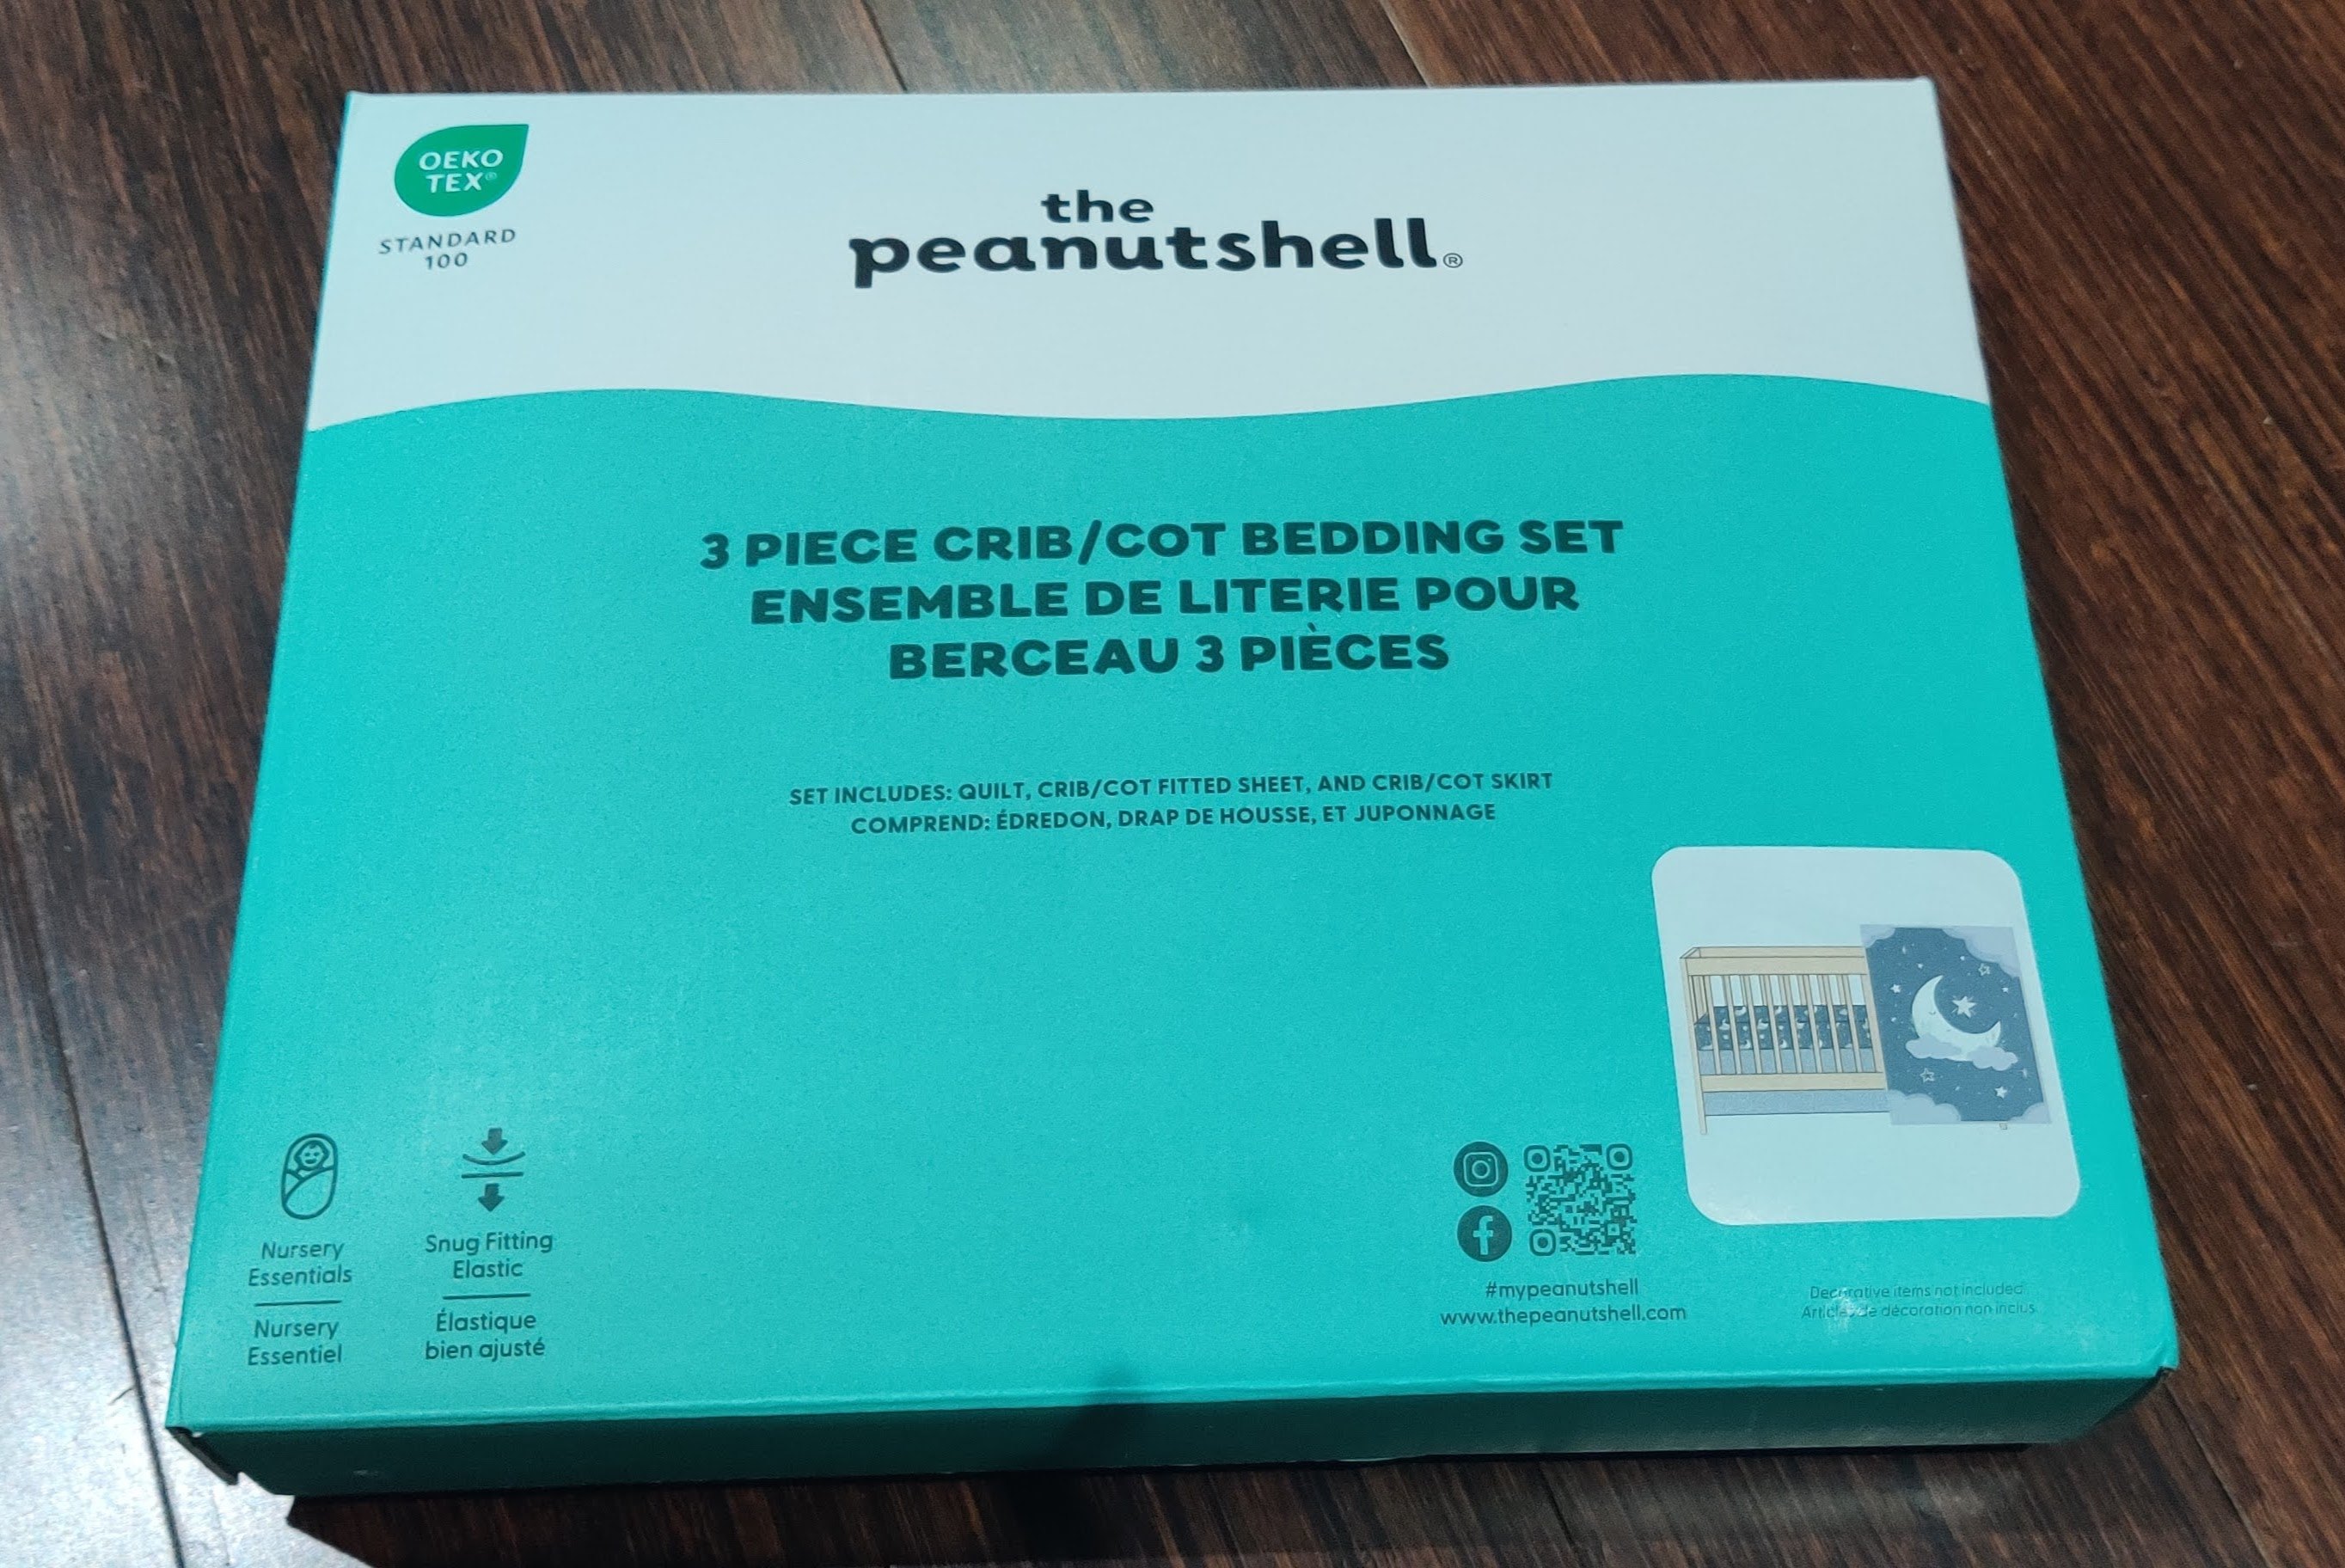 OEKO
TEX®
STANDARD
100
the
peanutshell®
3 PIECE CRIB/COT BEDDING SET
ENSEMBLE DE LITERIE POUR
BERCEAU 3 PIÈCES
SET INCLUDES: QUILT, CRIB/COT FITTED SHEET, AND CRIB/COT SKIRT
COMPREND: ÉDREDON, DRAP DE HOUSSE, ET JUPONNAGE
Nursery
Essentials
Nursery
Essentiel
Snug Fitting
Elastic
Élastique
bien ajusté
#mypeanutshell
www.thepeanutshell.com
Decorative items not included.
Articles de décoration non inclus.